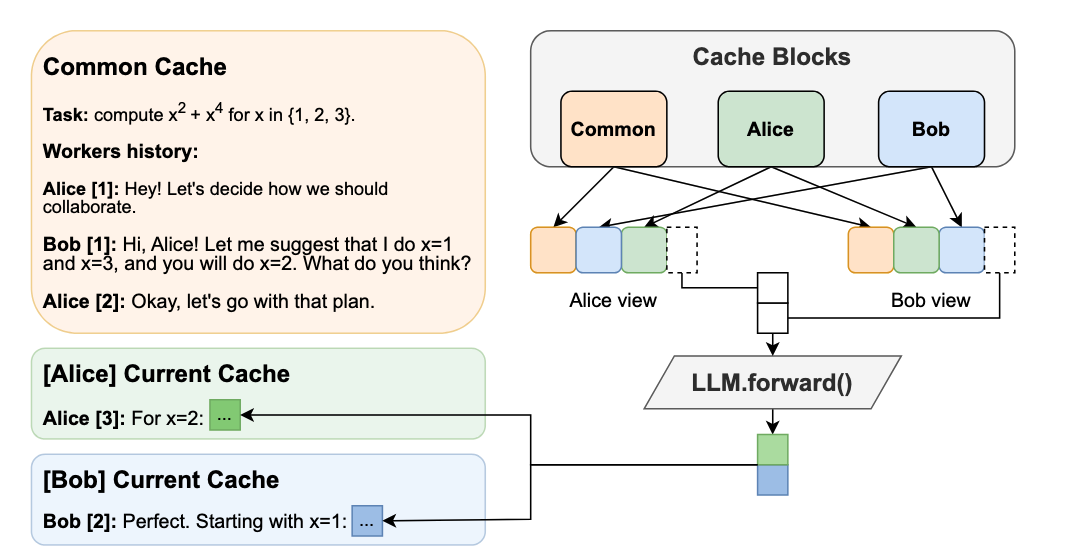 Common Cache
Task: compute x² + x⁴ for x in {1, 2, 3}.
Workers history:
Alice [1]: Hey! Let's decide how we should
collaborate.
Bob [1]: Hi, Alice! Let me suggest that I do x=1
and x=3, and you will do x=2. What do you think?
Alice [2]: Okay, let's go with that plan.
[Alice] Current Cache
Alice [3]: For x=2: ...
[Bob] Current Cache
Bob [2]: Perfect. Starting with x=1: ...
Cache Blocks
Common
Alice
Bob
Alice view
Bob view
LLM.forward()